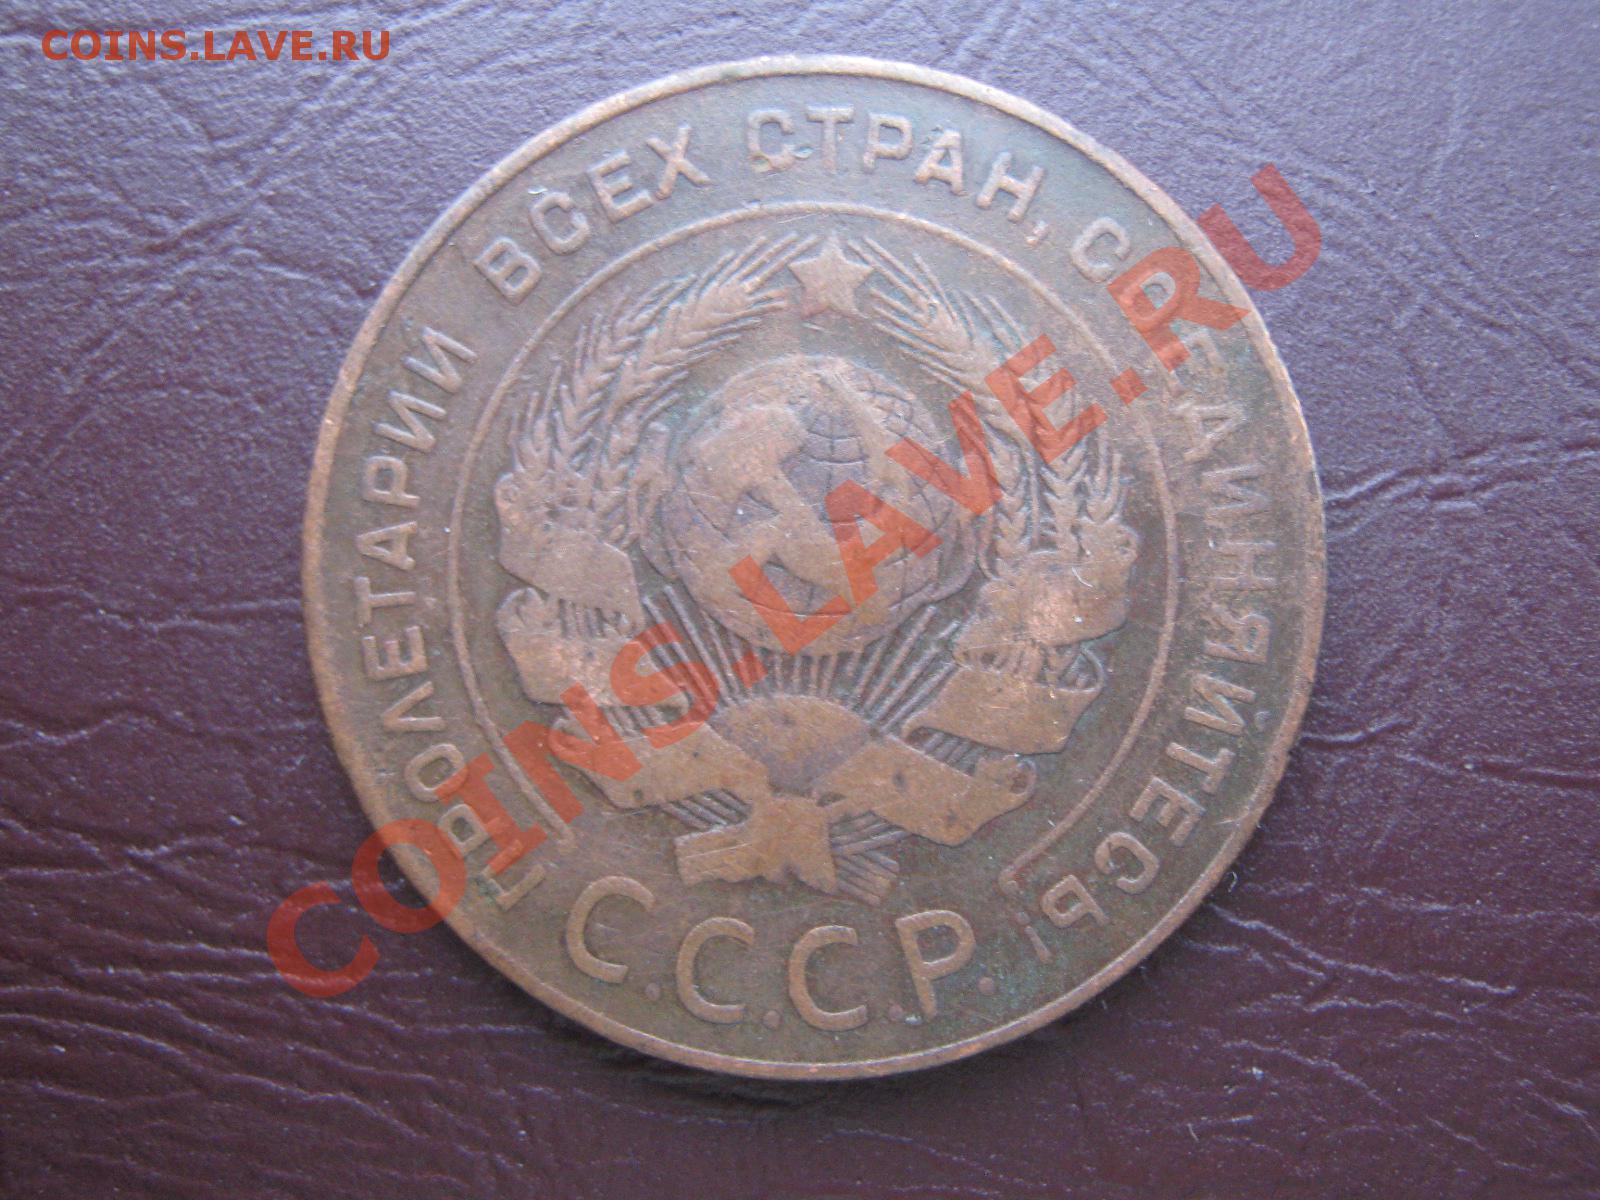 COINS.LAVE.RU
ПРОЛЕТАРИИ ВСЕХ СТРАН, СОЕДИНЯЙТЕСЬ!
С.С.С.Р.
COINS.LAVE.RU